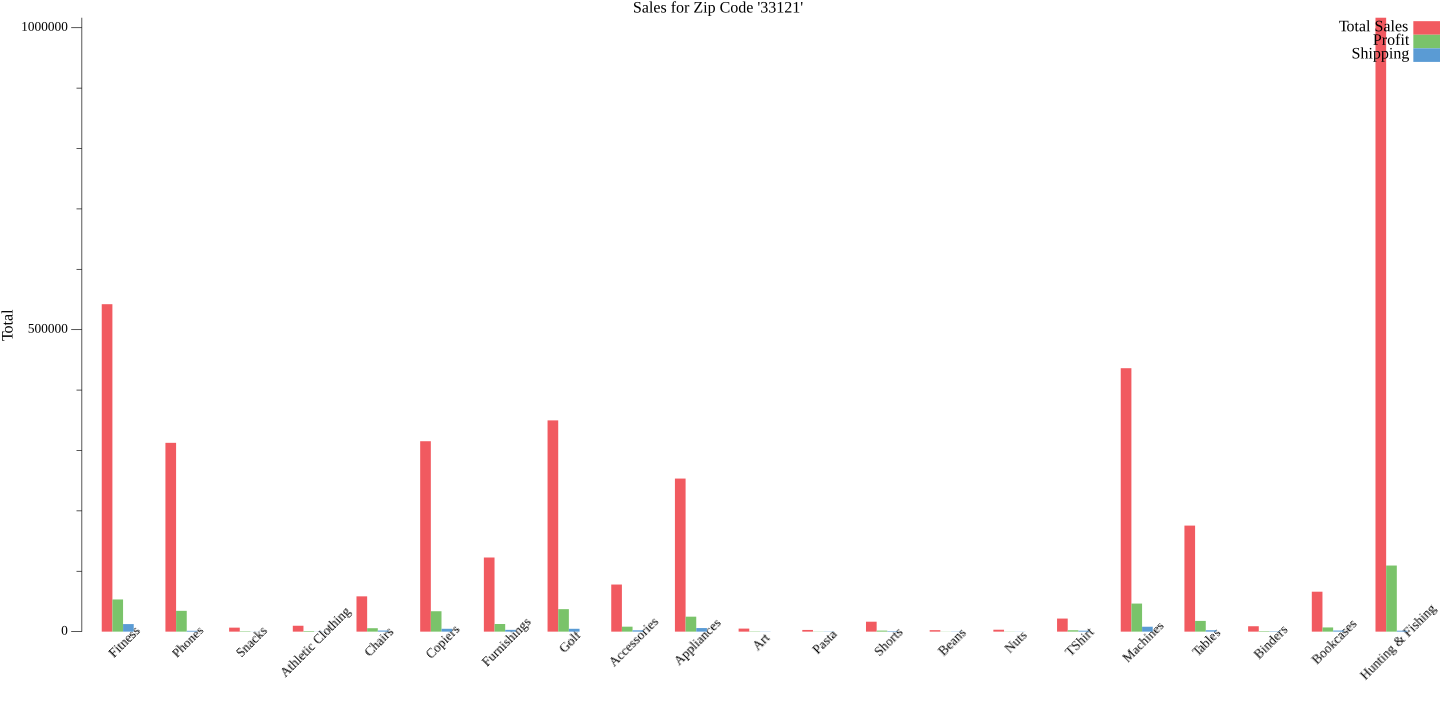 Sales for Zip Code '33121'
Total Sales
Profit
Shipping
1000000
500000
0
Total
Fitness
Phones
Snacks
Athletic Clothing
Chairs
Copiers
Furnishings
Golf
Accessories
Appliances
Art
Pasta
Shorts
Beans
Nuts
TShirt
Machines
Tables
Binders
Bookcases
Hunting & Fishing